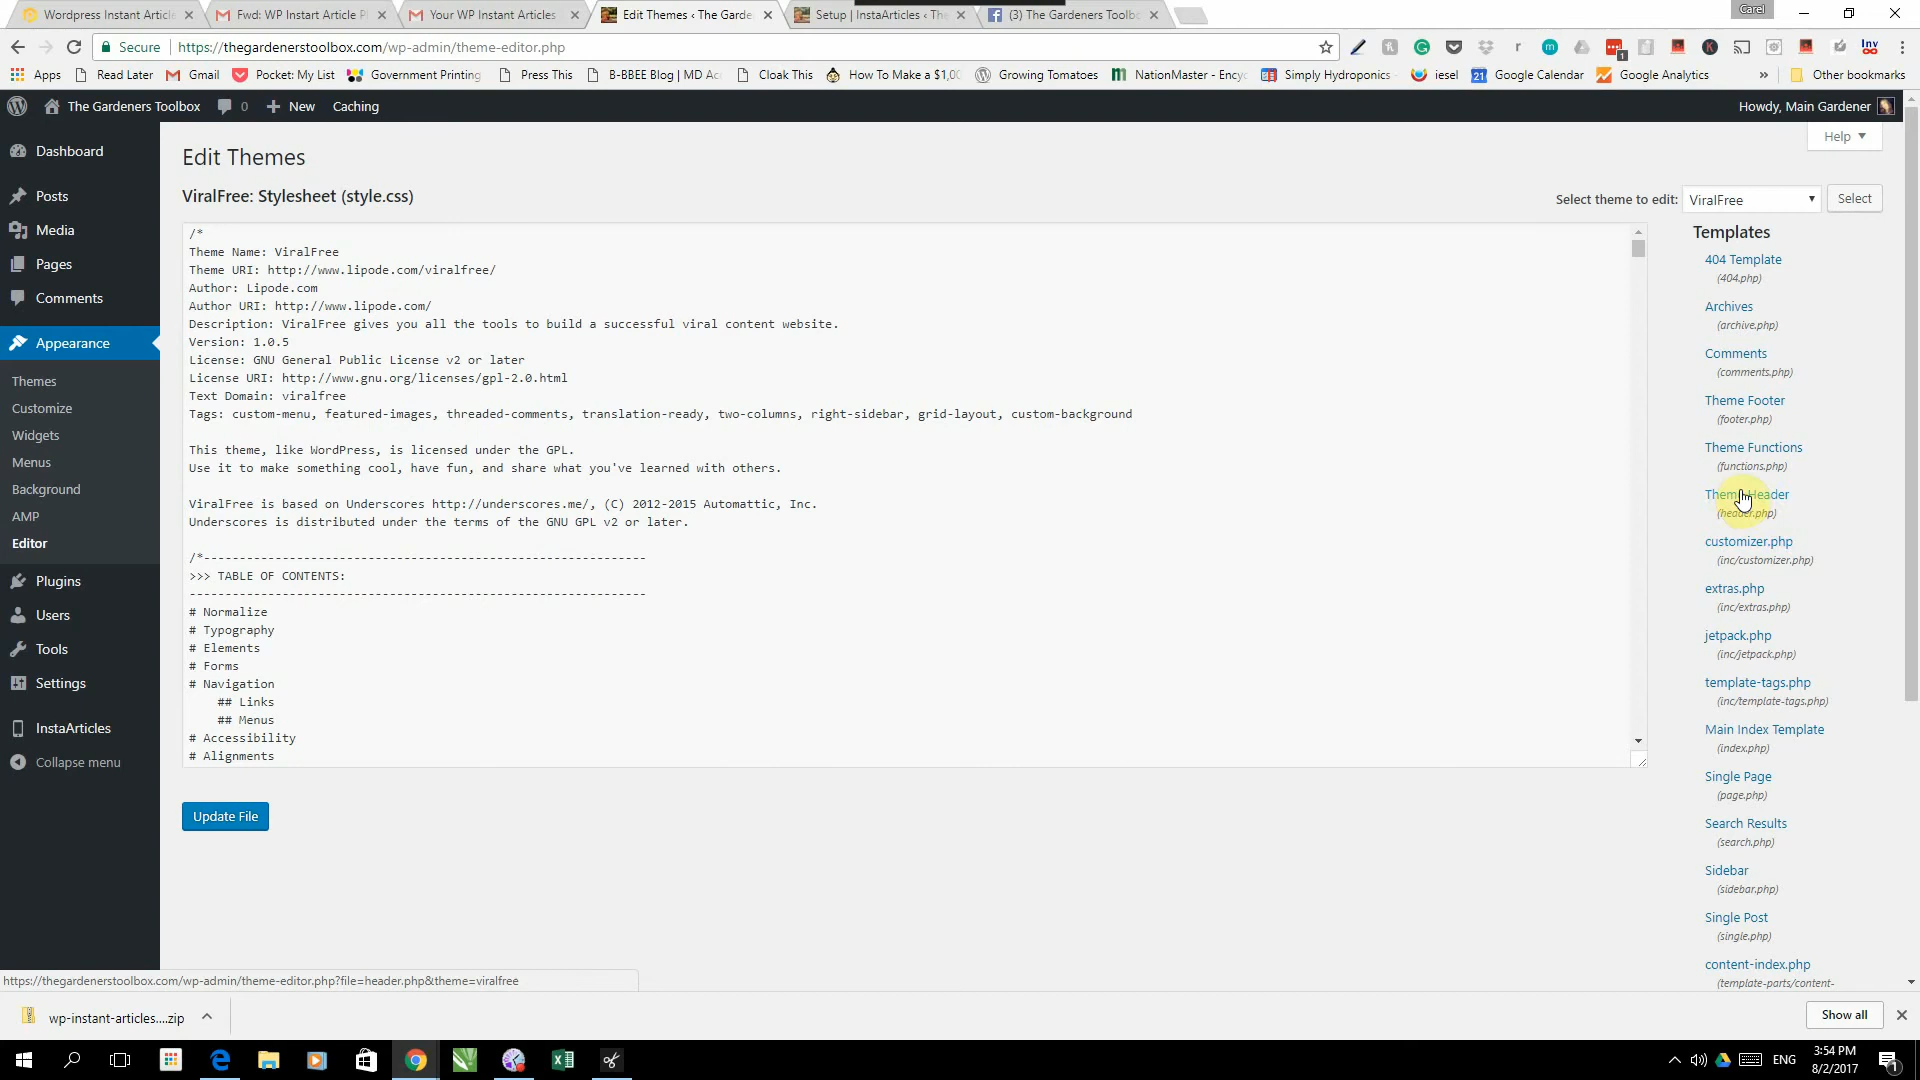 Wordpress Instant Article
Fwd: WP Instart Article P
Your WP Instant Articles
Edit Themes ‹ The Garde
Setup | InstaArticles ‹ The
(3) The Gardeners Toolbo
Carel
Secure
https://thegardenerstoolbox.com/wp-admin/theme-editor.php
Apps
Read Later
Gmail
Pocket: My List
Government Printing
Press This
B-BBEE Blog | MD Ac
Cloak This
How To Make a $1,00
Growing Tomatoes
NationMaster - Ency
Simply Hydroponics
iesel
Google Calendar
Google Analytics
Other bookmarks
The Gardeners Toolbox
0
New
Caching
Howdy, Main Gardener
Help
Dashboard
Posts
Media
Pages
Comments
Appearance
Themes
Customize
Widgets
Menus
Background
AMP
Editor
Plugins
Users
Tools
Settings
InstaArticles
Collapse menu
Edit Themes
ViralFree: Stylesheet (style.css)
Select theme to edit:
ViralFree
Select
/*
Theme Name: ViralFree
Theme URI: http://www.lipode.com/viralfree/
Author: Lipode.com
Author URI: http://www.lipode.com/
Description: ViralFree gives you all the tools to build a successful viral content website.
Version: 1.0.5
License: GNU General Public License v2 or later
License URI: http://www.gnu.org/licenses/gpl-2.0.html
Text Domain: viralfree
Tags: custom-menu, featured-images, threaded-comments, translation-ready, two-columns, right-sidebar, grid-layout, custom-background
This theme, like WordPress, is licensed under the GPL.
Use it to make something cool, have fun, and share what you've learned with others.
ViralFree is based on Underscores http://underscores.me/, (C) 2012-2015 Automattic, Inc.
Underscores is distributed under the terms of the GNU GPL v2 or later.
/*--------------------------------------------------------------
>>> TABLE OF CONTENTS:
----------------------------------------------------------------
# Normalize
# Typography
# Elements
# Forms
# Navigation
## Links
## Menus
# Accessibility
# Alignments
Update File
Templates
404 Template
(404.php)
Archives
(archive.php)
Comments
(comments.php)
Theme Footer
(footer.php)
Theme Functions
(functions.php)
Theme Header
(header.php)
customizer.php
(inc/customizer.php)
extras.php
(inc/extras.php)
jetpack.php
(inc/jetpack.php)
template-tags.php
(inc/template-tags.php)
Main Index Template
(index.php)
Single Page
(page.php)
Search Results
(search.php)
Sidebar
(sidebar.php)
Single Post
(single.php)
content-index.php
(template-parts/content-
https://thegardenerstoolbox.com/wp-admin/theme-editor.php?file=header.php&theme=viralfree
wp-instant-articles....zip
Show all
ENG
3:54 PM
8/2/2017